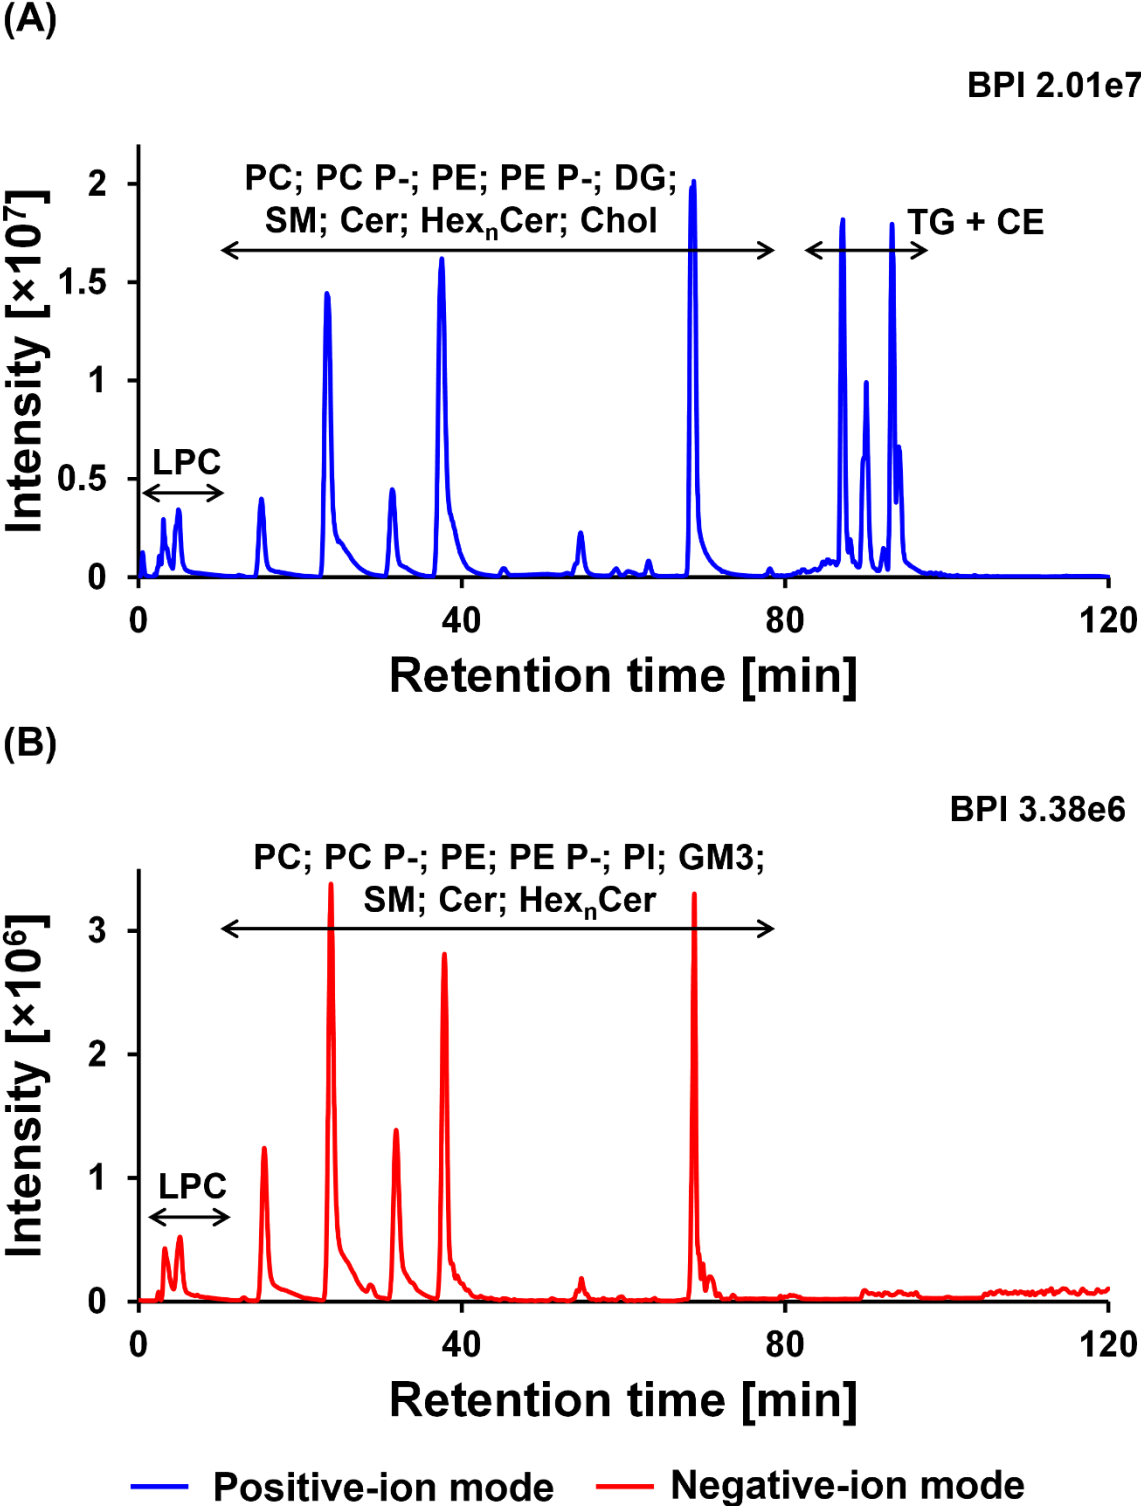 (A)
BPI 2.01e7
PC; PC P-; PE; PE P-; DG;
SM; Cer; HexnCer; Chol
TG + CE
LPC
Intensity [×10⁷]
2
1.5
1
0.5
0
0 40 80 120
Retention time [min]
(B)
BPI 3.38e6
PC; PC P-; PE; PE P-; PI; GM3;
SM; Cer; HexnCer
LPC
Intensity [×10⁶]
3
2
1
0
0 40 80 120
Retention time [min]
Positive-ion mode Negative-ion mode